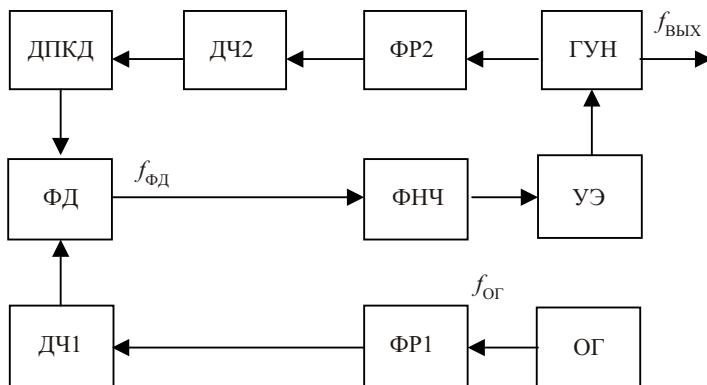 ДПКД ДЧ2 ФР2 ГУН fВЫХ
ФД fФД ФНЧ УЭ
fОГ
ДЧ1 ФР1 ОГ